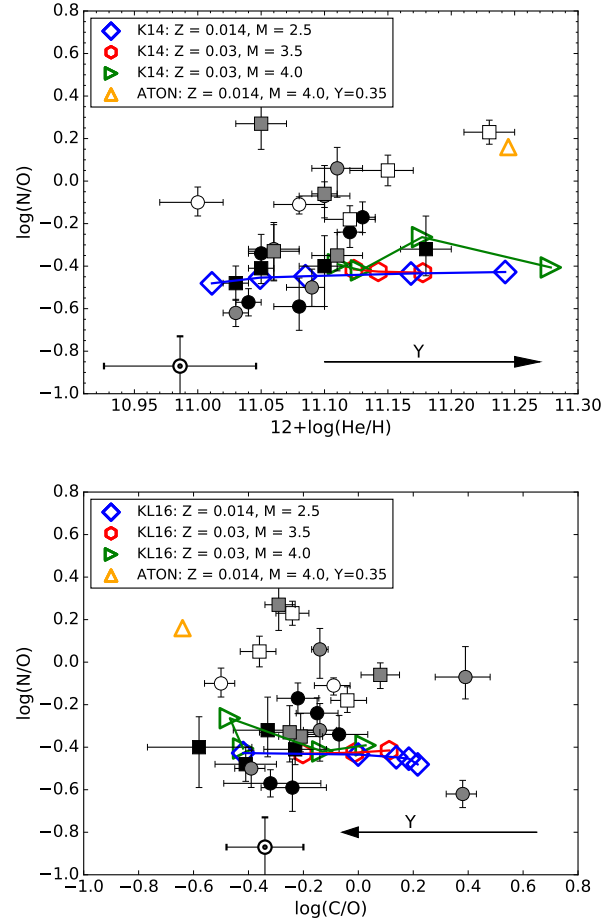 0.8
0.6
0.4
0.2
0.0
−0.2
−0.4
−0.6
−0.8
−1.0
log(N/O)
K14: Z = 0.014, M = 2.5
K14: Z = 0.03, M = 3.5
K14: Z = 0.03, M = 4.0
ATON: Z = 0.014, M = 4.0, Y=0.35
Y
10.95 11.00 11.05 11.10 11.15 11.20 11.25 11.30
12+log(He/H)
0.8
0.6
0.4
0.2
0.0
−0.2
−0.4
−0.6
−0.8
−1.0
log(N/O)
KL16: Z = 0.014, M = 2.5
KL16: Z = 0.03, M = 3.5
KL16: Z = 0.03, M = 4.0
ATON: Z = 0.014, M = 4.0, Y=0.35
Y
−1.0 −0.8 −0.6 −0.4 −0.2 0.0 0.2 0.4 0.6 0.8
log(C/O)